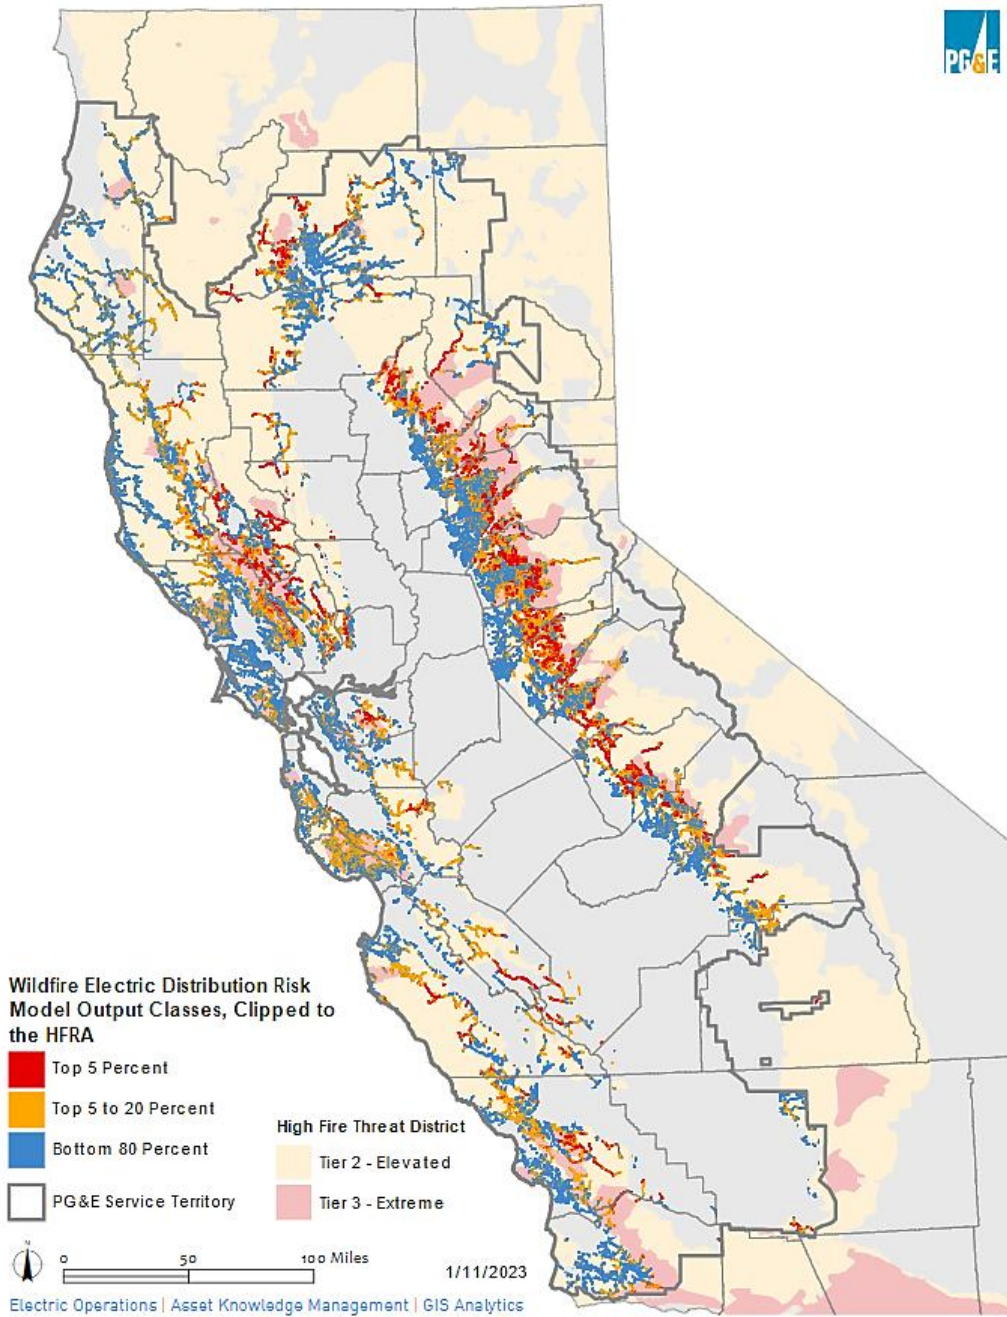 PG&E
Wildfire Electric Distribution Risk
Model Output Classes, Clipped to
the HFRA
Top 5 Percent
Top 5 to 20 Percent
Bottom 80 Percent
PG&E Service Territory
High Fire Threat District
Tier 2 - Elevated
Tier 3 - Extreme
N
0 50 100 Miles
1/11/2023
Electric Operations | Asset Knowledge Management | GIS Analytics